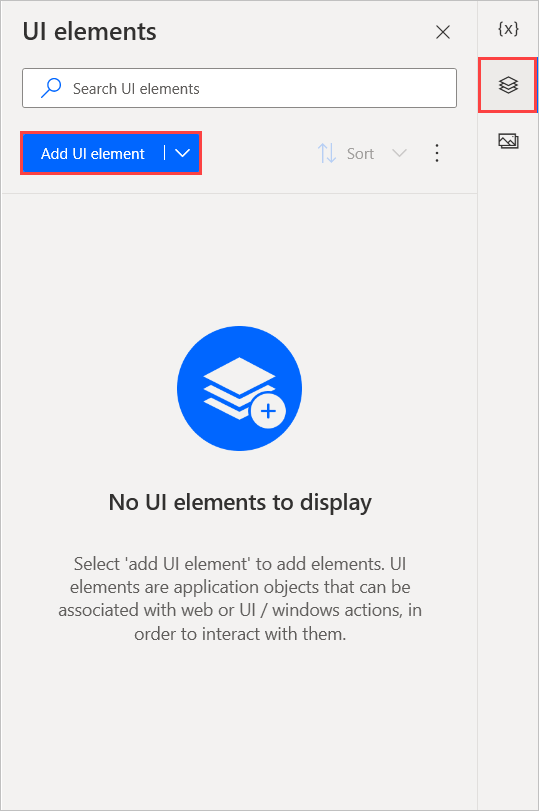 UI elements
{x}
Search UI elements
Add UI element
Sort
No UI elements to display
Select 'add UI element' to add elements. UI
elements are application objects that can be
associated with web or UI / windows actions, in
order to interact with them.